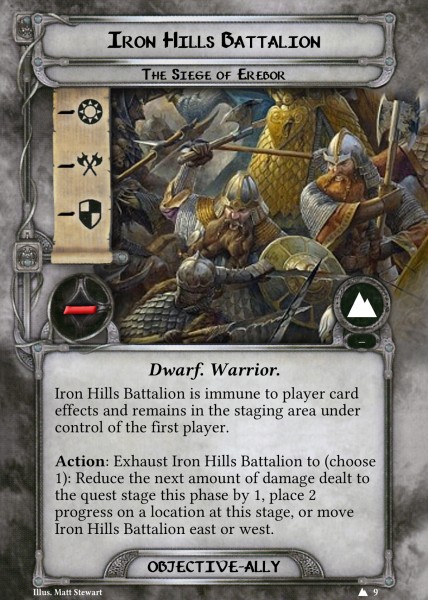 Iron Hills Battalion
The Siege of Erebor
–
–
–
–
–
Dwarf. Warrior.
Iron Hills Battalion is immune to player card
effects and remains in the staging area under
control of the first player.
Action: Exhaust Iron Hills Battalion to (choose
1): Reduce the next amount of damage dealt to
the quest stage this phase by 1, place 2
progress on a location at this stage, or move
Iron Hills Battalion east or west.
OBJECTIVE-ALLY
Illus. Matt Stewart
9